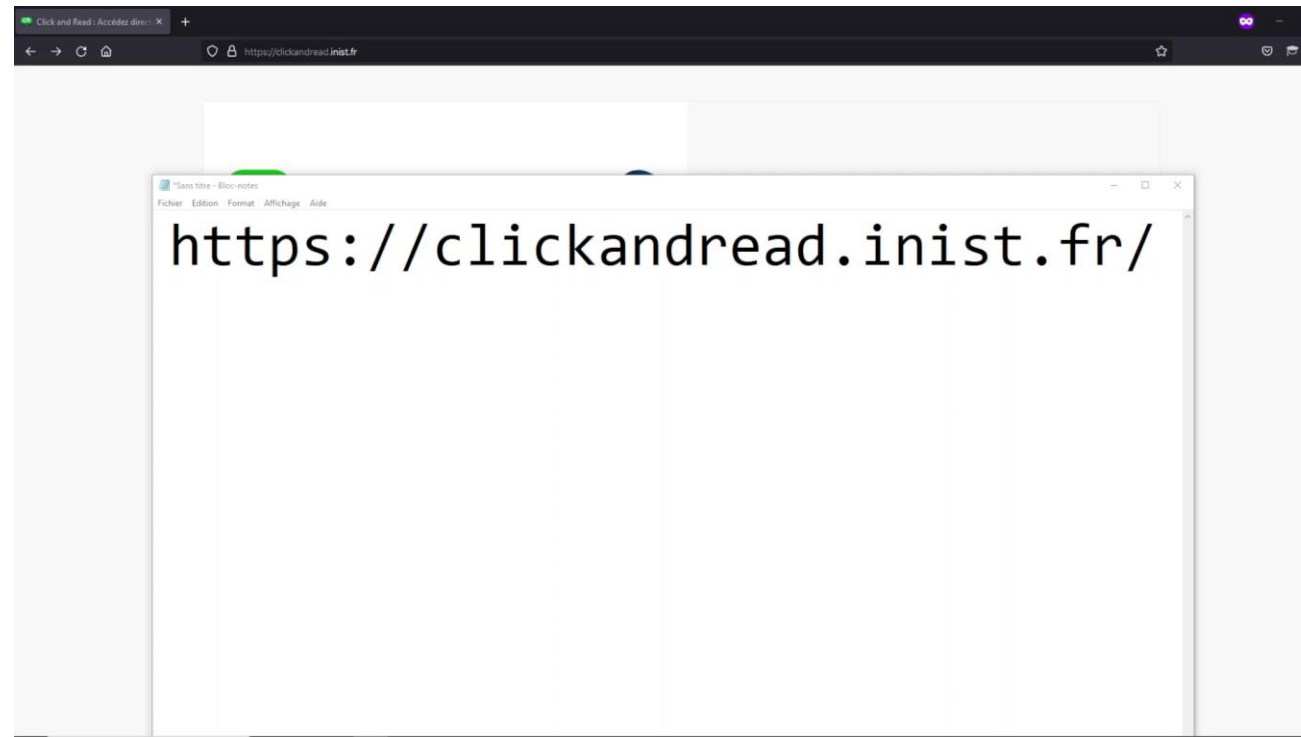 Click and Read : Accédez direct
https://clickandread.inist.fr
*Sans titre - Bloc-notes
Fichier Edition Format Affichage Aide
https://clickandread.inist.fr/